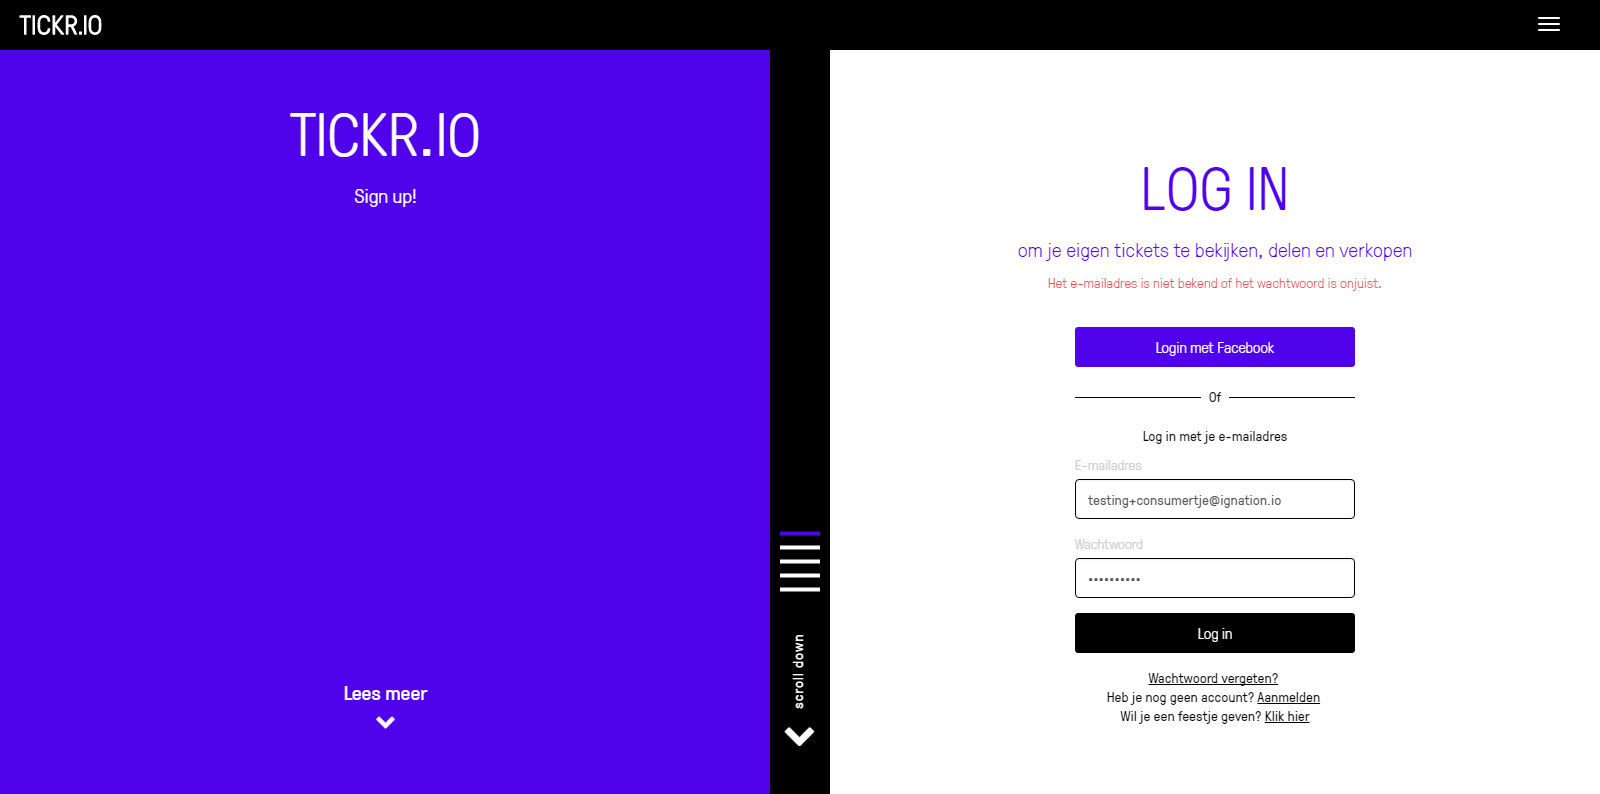 TICKR.IO
TICKR.IO
Sign up!
Lees meer
scroll down
LOG IN
om je eigen tickets te bekijken, delen en verkopen
Het e-mailadres is niet bekend of het wachtwoord is onjuist.
Login met Facebook
Of
Log in met je e-mailadres
E-mailadres
testing+consumertje@ignation.io
Wachtwoord
Log in
Wachtwoord vergeten?
Heb je nog geen account? Aanmelden
Wil je een feestje geven? Klik hier